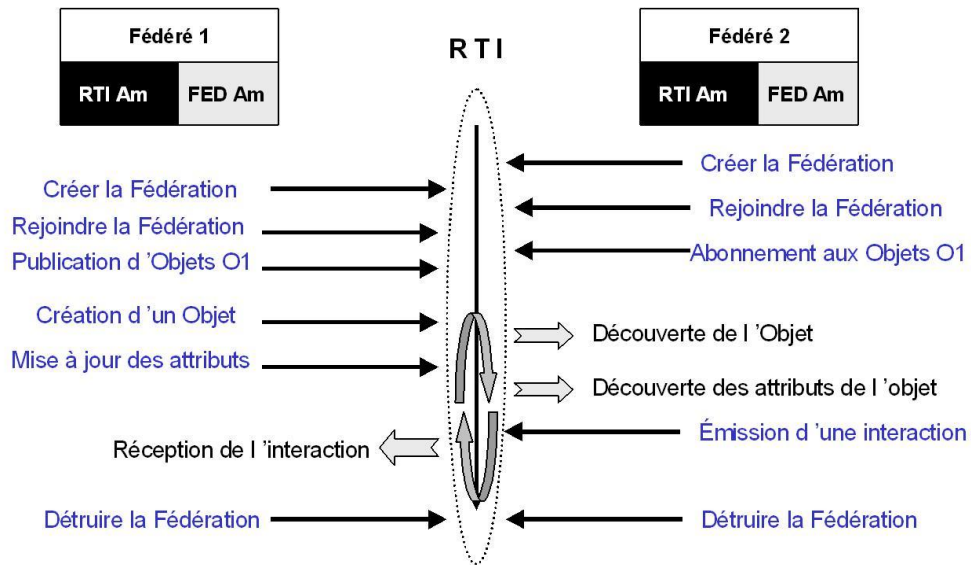 Fédéré 1
RTI Am
FED Am
RTI
Fédéré 2
RTI Am
FED Am
Créer la Fédération
Rejoindre la Fédération
Publication d 'Objets O1
Création d 'un Objet
Mise à jour des attributs
Réception de l 'interaction
Détruire la Fédération
Créer la Fédération
Rejoindre la Fédération
Abonnement aux Objets O1
Découverte de l 'Objet
Découverte des attributs de l 'objet
Émission d 'une interaction
Détruire la Fédération